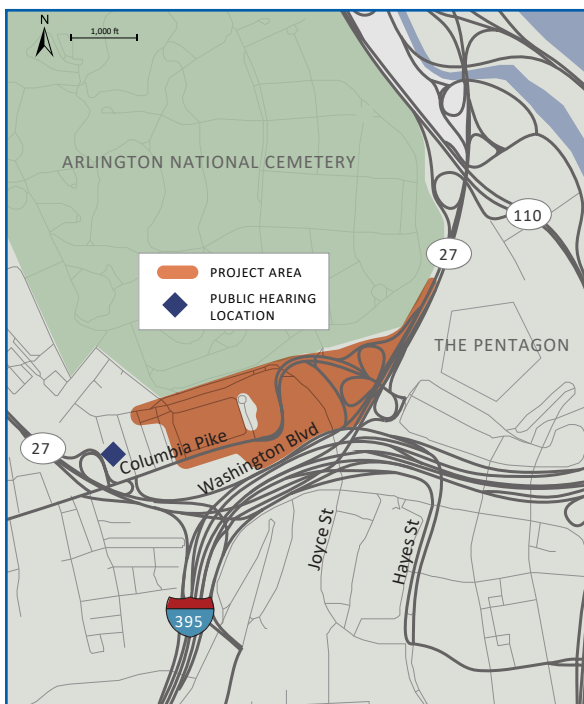 N
1,000 ft
ARLINGTON NATIONAL CEMETERY
110
27
PROJECT AREA
PUBLIC HEARING
LOCATION
THE PENTAGON
27
Columbia Pike
Washington Blvd
Joyce St
Hayes St
395